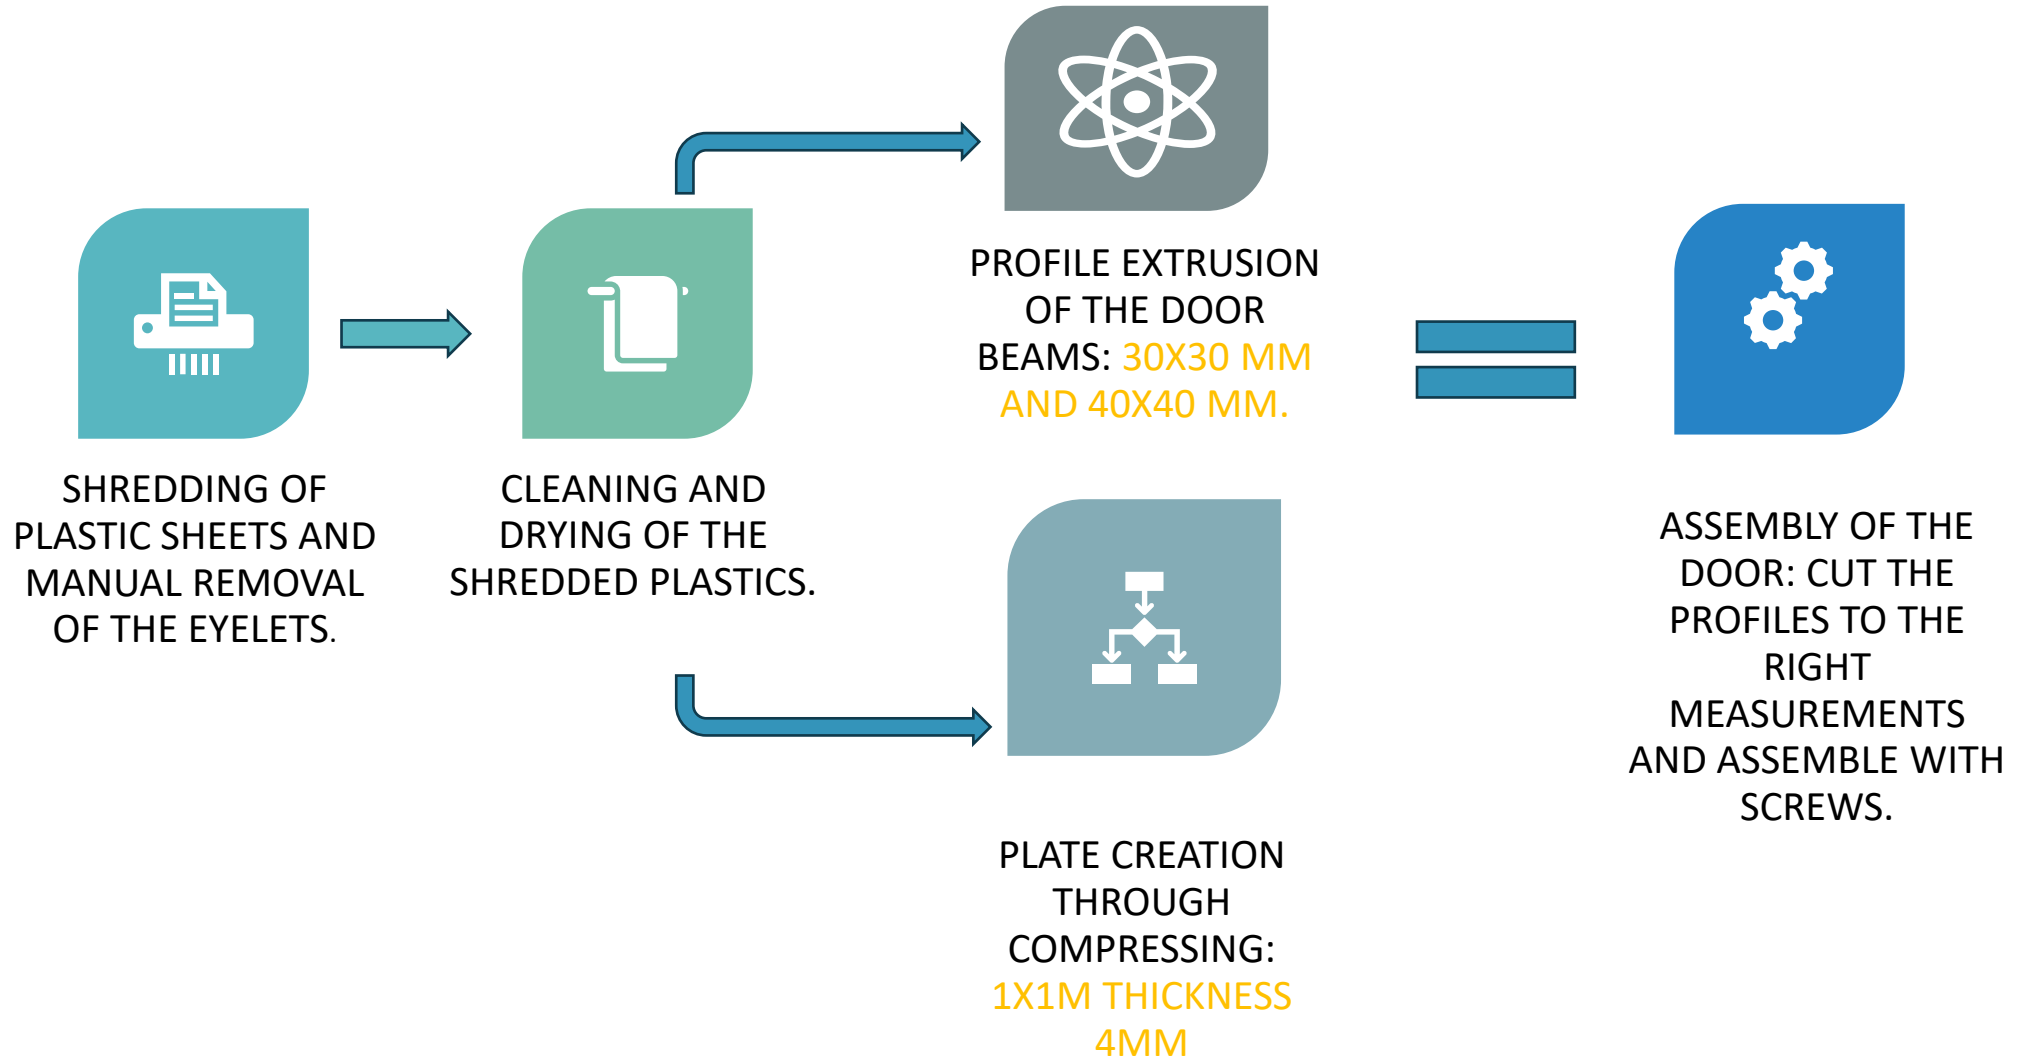 SHREDDING OF
PLASTIC SHEETS AND
MANUAL REMOVAL
OF THE EYELETS.
CLEANING AND
DRYING OF THE
SHREDDED PLASTICS.
PROFILE EXTRUSION
OF THE DOOR
BEAMS: 30X30 MM
AND 40X40 MM.
PLATE CREATION
THROUGH
COMPRESSING:
1X1M THICKNESS
4MM
ASSEMBLY OF THE
DOOR: CUT THE
PROFILES TO THE
RIGHT
MEASUREMENTS
AND ASSEMBLE WITH
SCREWS.